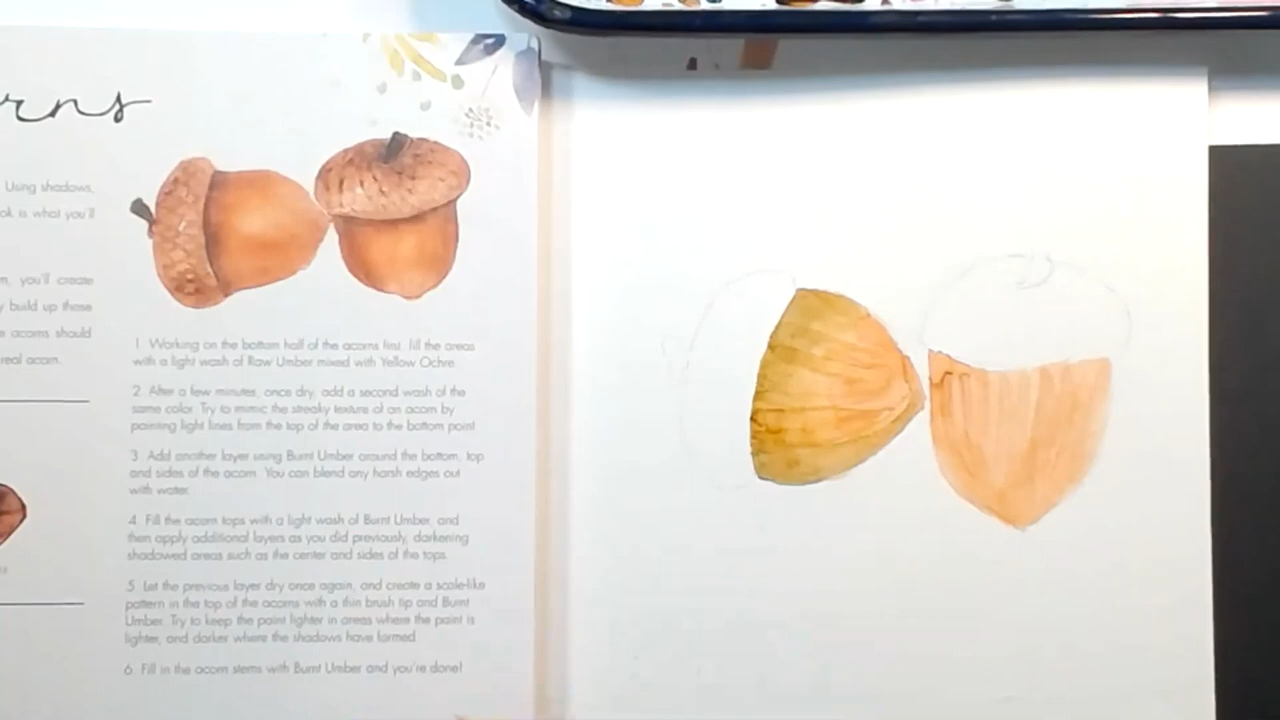 rns
Using shadows,
ok is what you'll
m, you'll create
y build up these
e acorns should
real acorn.
1. Working on the bottom half of the acorns first, fill the areas
with a light wash of Raw Umber mixed with Yellow Ochre.
2. After a few minutes, once dry, add a second wash of the
same color. Try to mimic the streaky texture of an acorn by
painting light lines from the top of the area to the bottom point.
3. Add another layer using Burnt Umber around the bottom, top
and sides of the acorn. You can blend any harsh edges out
with water.
4. Fill the acorn tops with a light wash of Burnt Umber, and
then apply additional layers as you did previously, darkening
shadowed areas such as the center and sides of the tops.
5. Let the previous layer dry once again, and create a scale-like
pattern in the top of the acorns with a thin brush tip and Burnt
Umber. Try to keep the paint lighter in areas where the paint is
lighter, and darker where the shadows have formed.
6. Fill in the acorn stems with Burnt Umber and you're done!